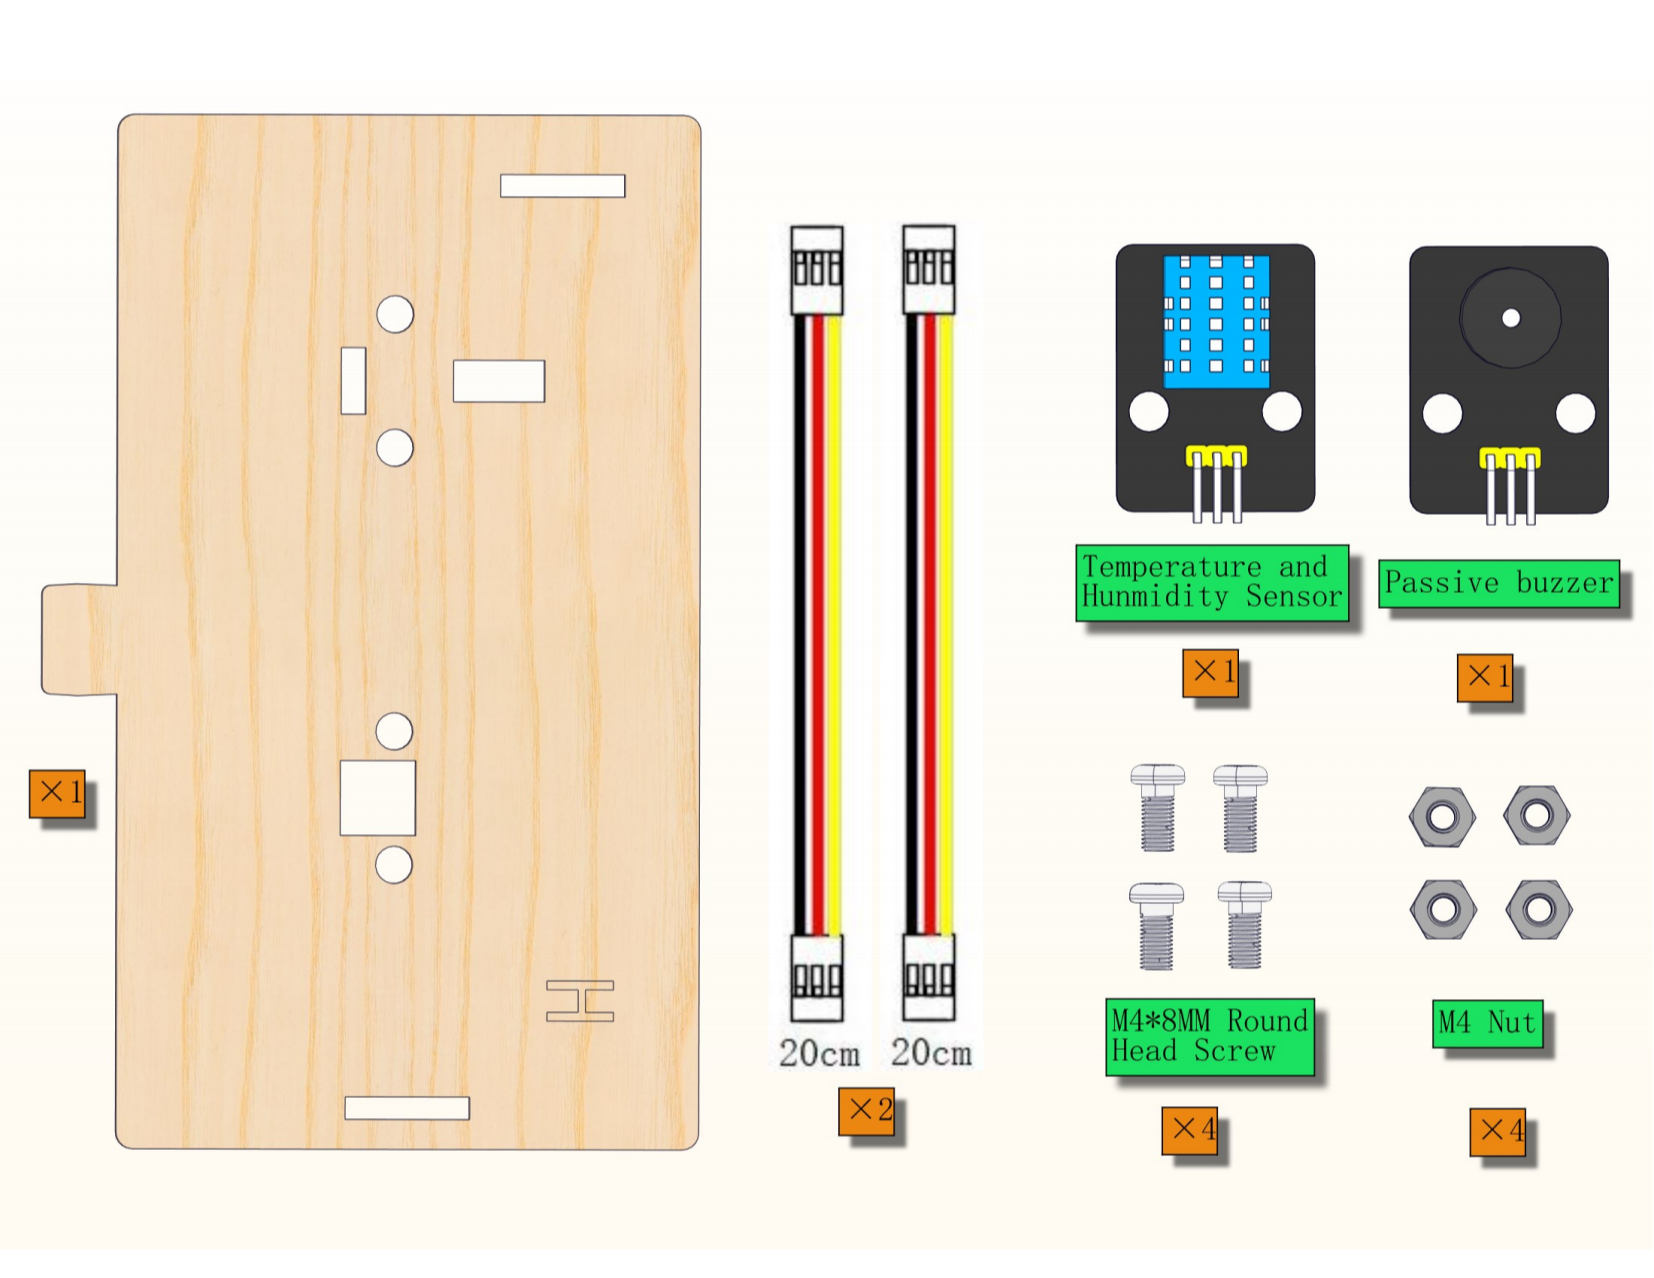 H
×1
20cm 20cm
×2
Temperature and
Hunmidity Sensor
×1
Passive buzzer
×1
M4*8MM Round
Head Screw
×4
M4 Nut
×4